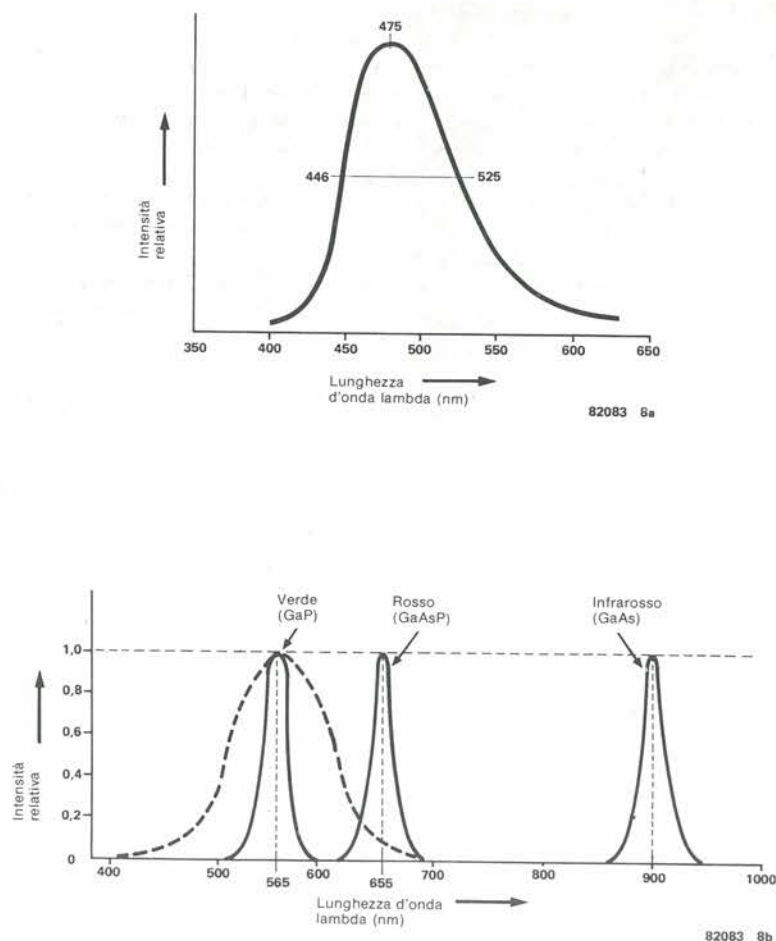 475
446
525
Intensità
relativa
350 400 450 500 550 600 650
Lunghezza
d'onda lambda (nm)
82083 8a
Verde
(GaP)
Rosso
(GaAsP)
Infrarosso
(GaAs)
1,0
0,8
0,6
0,4
0,2
0
Intensità
relativa
400 500 565 600 655 700 800 900 1000
Lunghezza d'onda
lambda (nm)
82083 8b